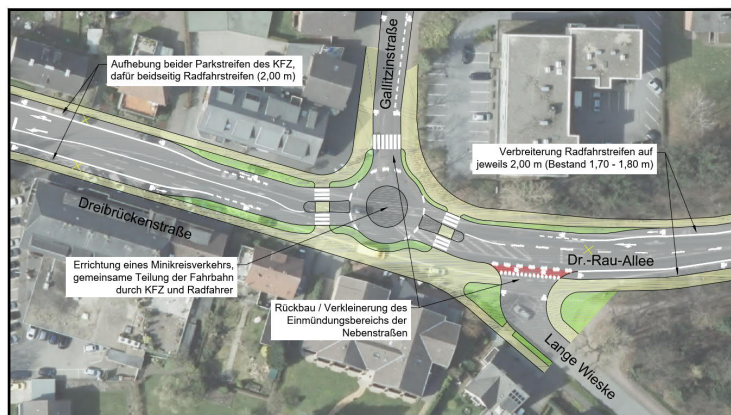 Aufhebung beider Parkstreifen des KFZ,
dafür beidseitig Radfahrstreifen (2,00 m)
Gallitzinstraße
Verbreiterung Radfahrstreifen auf
jeweils 2,00 m (Bestand 1,70 - 1,80 m)
Dreibrückenstraße
Dr.-Rau-Allee
Errichtung eines Minikreisverkehrs,
gemeinsame Teilung der Fahrbahn
durch KFZ und Radfahrer
Rückbau / Verkleinerung des
Einmündungsbereichs der
Nebenstraßen
Lange Wieske